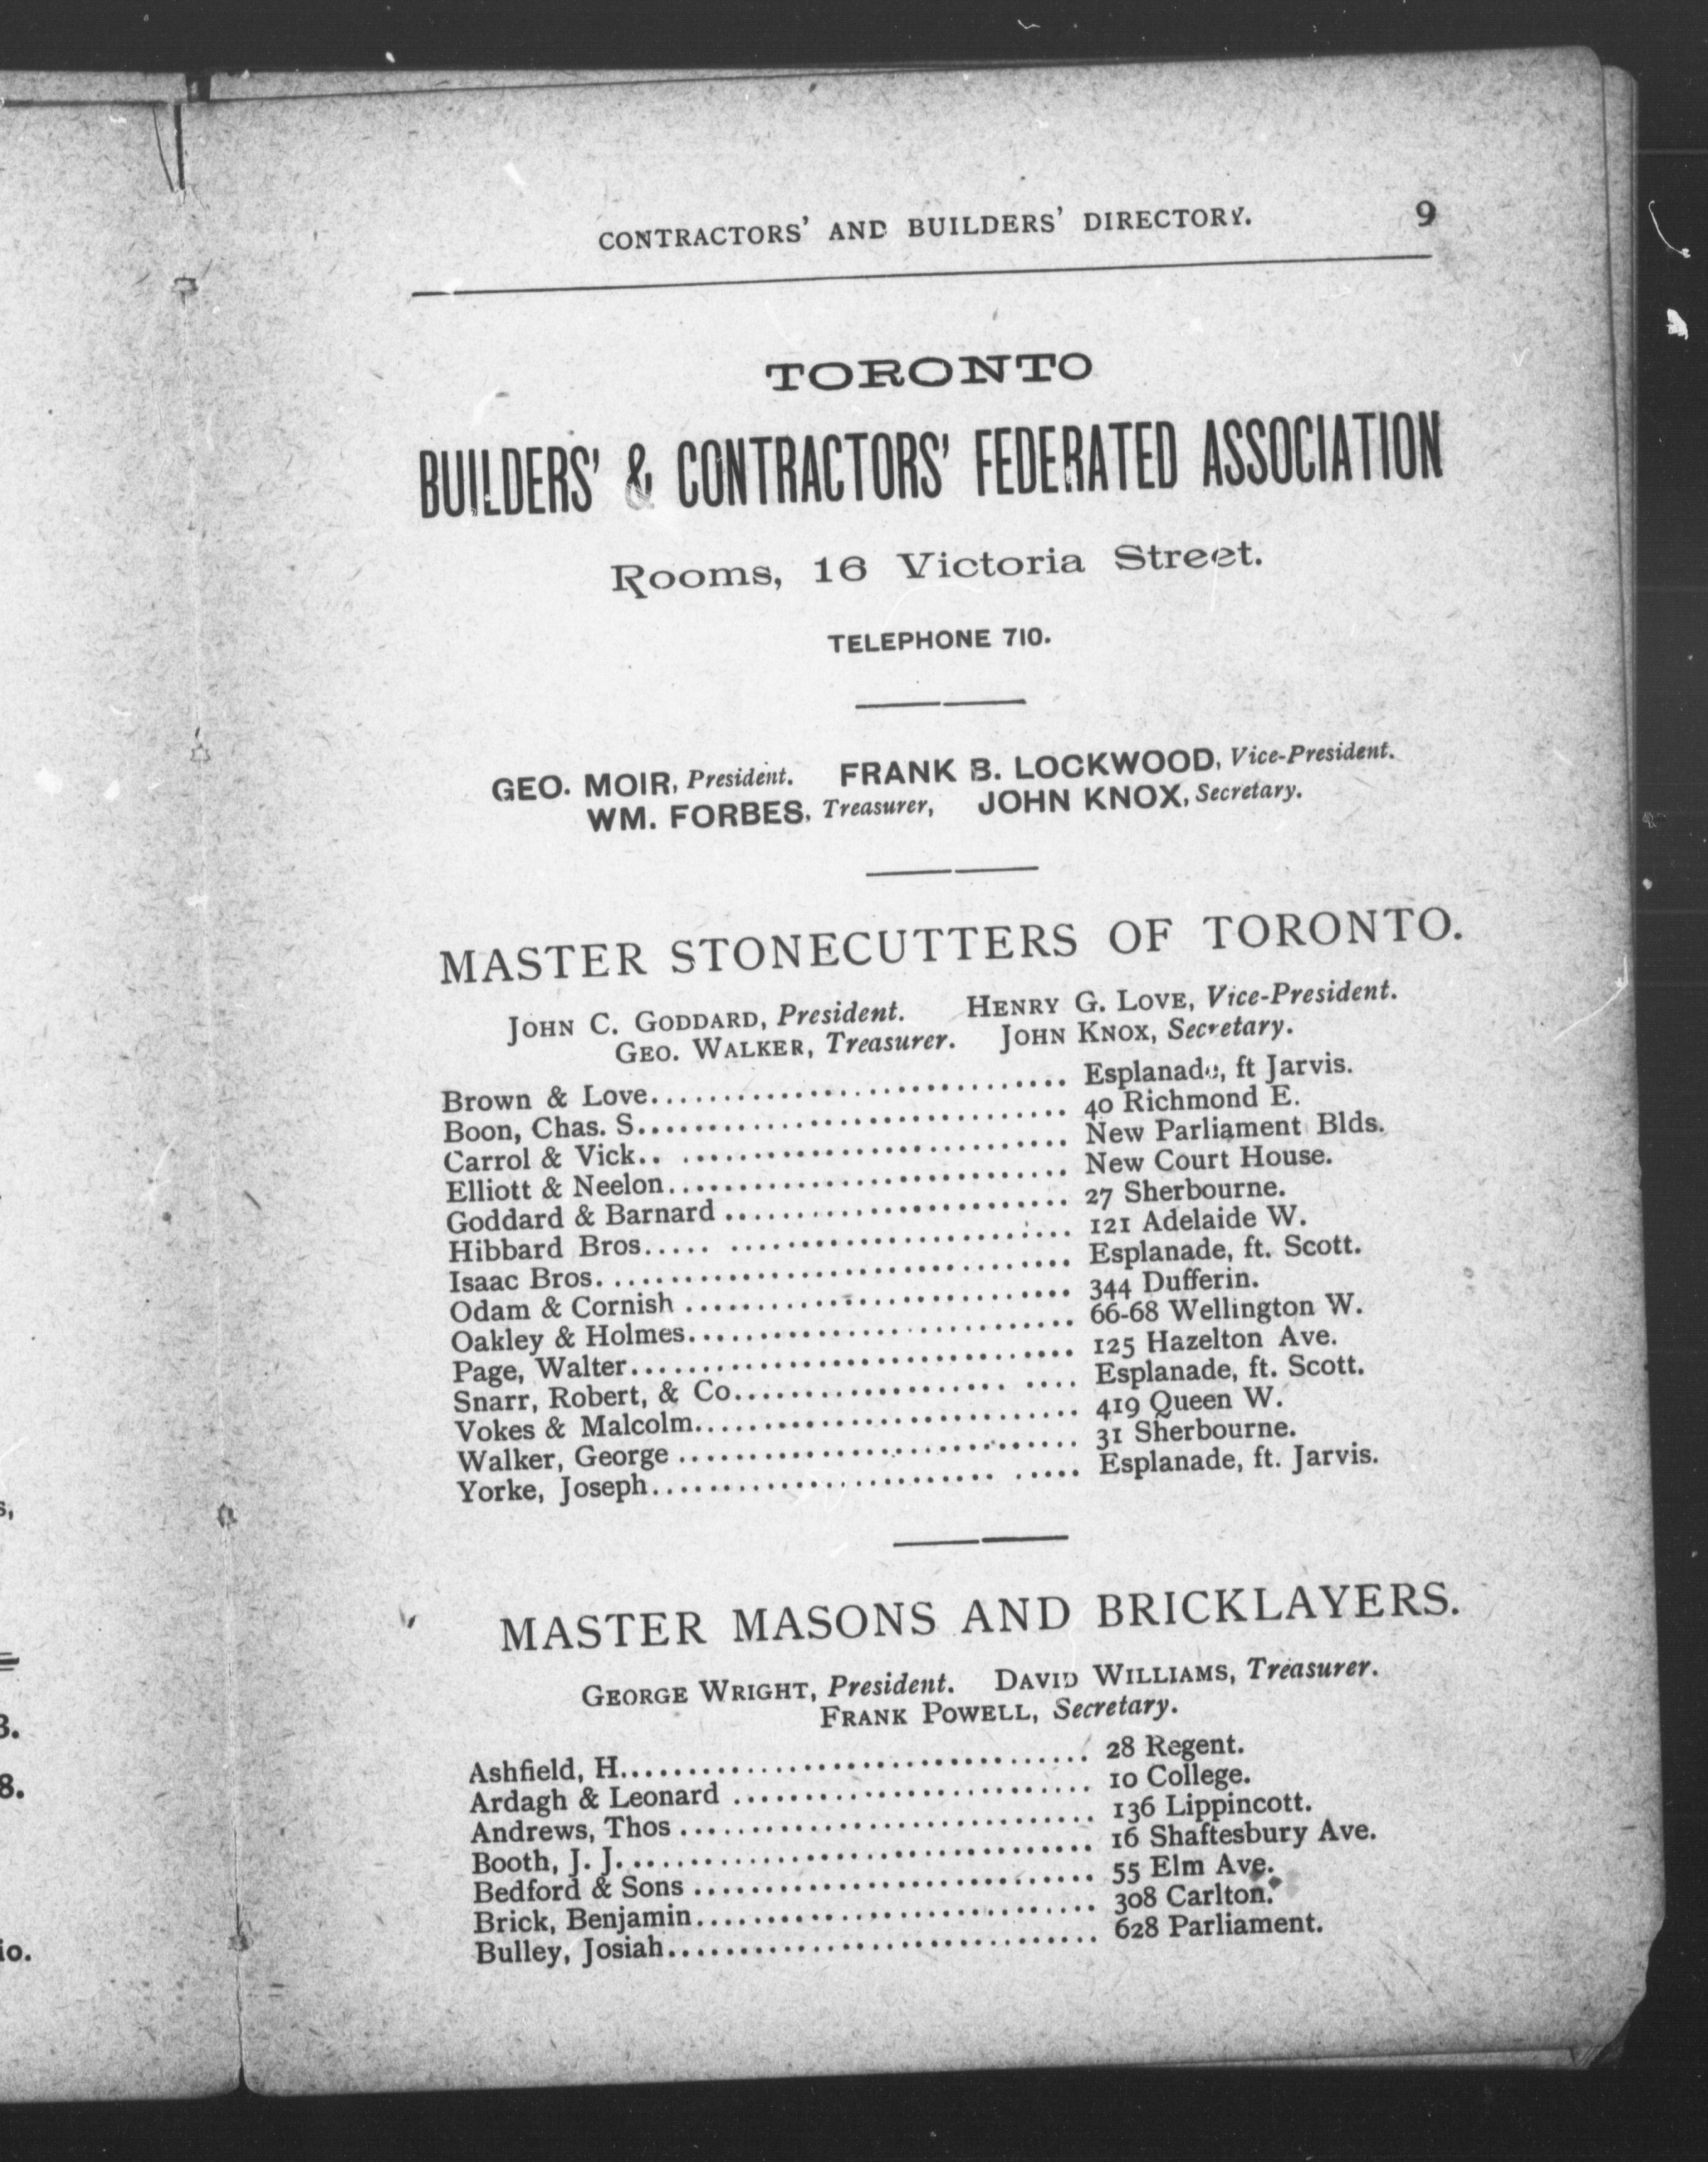 CONTRACTORS' AND BUILDERS' DIRECTORY. 9
TORONTO
BUILDERS' & CONTRACTORS' FEDERATED ASSOCIATION
Rooms, 16 Victoria Street.
TELEPHONE 710.
GEO. MOIR, President. FRANK B. LOCKWOOD, Vice-President.
WM. FORBES, Treasurer, JOHN KNOX, Secretary.
MASTER STONECUTTERS OF TORONTO.
JOHN C. GODDARD, President. HENRY G. LOVE, Vice-President.
GEO. WALKER, Treasurer. JOHN KNOX, Secretary.
Brown & Love.............................. Esplanade, ft Jarvis.
Boon, Chas. S.............................. 40 Richmond E.
Carrol & Vick.. ........................... New Parliament Blds.
Elliott & Neelon............................ New Court House.
Goddard & Barnard ........................ 27 Sherbourne.
Hibbard Bros..... ........................ 121 Adelaide W.
Isaac Bros. ................................ Esplanade, ft. Scott.
Odam & Cornish ........................... 344 Dufferin.
Oakley & Holmes........................... 66-68 Wellington W.
Page, Walter............................... 125 Hazelton Ave.
Snarr, Robert, & Co................... .... Esplanade, ft. Scott.
Vokes & Malcolm........................... 419 Queen W.
Walker, George ............................ 31 Sherbourne.
Yorke, Joseph........................ ..... Esplanade, ft. Jarvis.
MASTER MASONS AND BRICKLAYERS.
GEORGE WRIGHT, President. DAVID WILLIAMS, Treasurer.
FRANK POWELL, Secretary.
Ashfield, H................................. 28 Regent.
Ardagh & Leonard ......................... 10 College.
Andrews, Thos ............................. 136 Lippincott.
Booth, J. J................................. 16 Shaftesbury Ave.
Bedford & Sons ............................ 55 Elm Ave.
Brick, Benjamin............................ 308 Carlton.
Bulley, Josiah.............................. 628 Parliament.
s,
3.
8.
io.